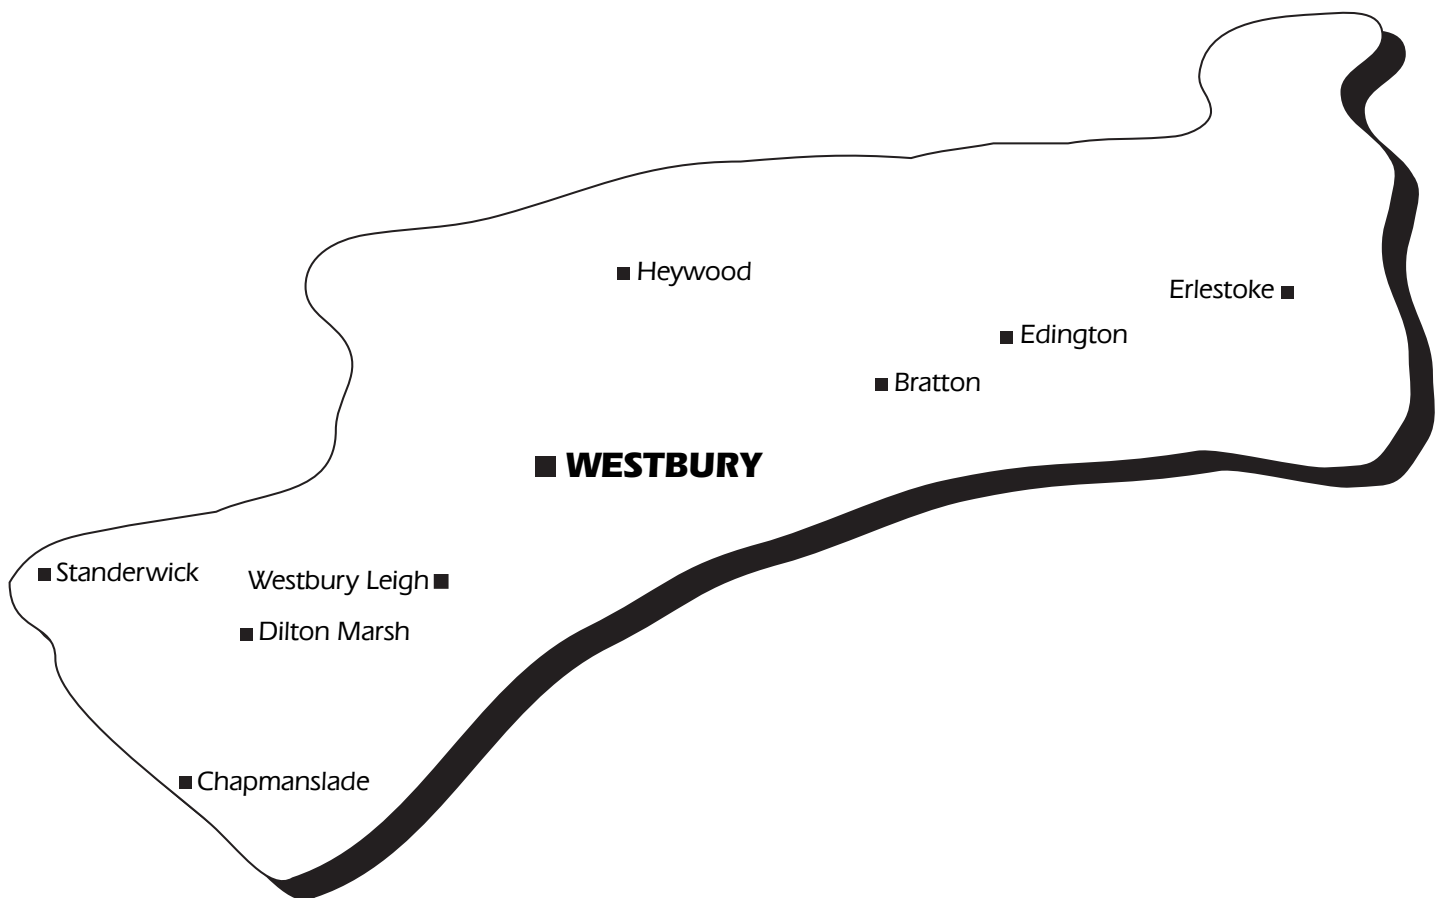 Heywood
Erlestoke
Edington
Bratton
WESTBURY
Standerwick
Westbury Leigh
Dilton Marsh
Chapmanslade